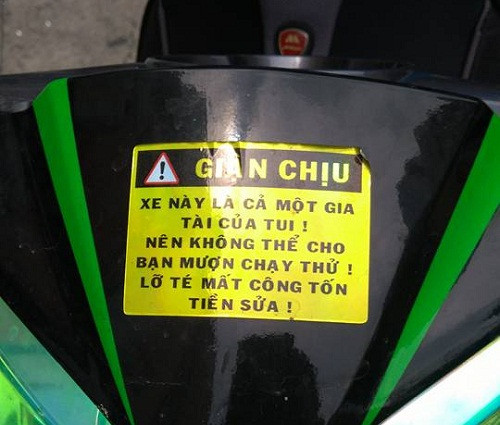 GIẬN CHỊU
XE NÀY LÀ CẢ MỘT GIA
TÀI CỦA TUI !
NÊN KHÔNG THỂ CHO
BẠN MƯỢN CHẠY THỬ !
LỠ TÉ MẤT CÔNG TỐN
TIỀN SỬA !